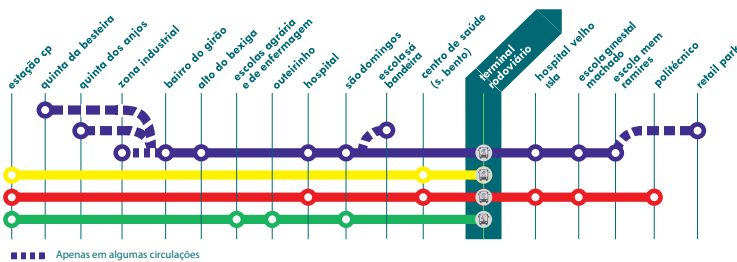 estação cp
quinta da besteira
quinta dos anjos
zona industrial
bairro do girão
alto do bexiga
escolas agrária
e de enfermagem
outeirinho
hospital
são domingos
escola sá
bandeira
centro de saúde
(s. bento)
terminal
rodoviário
hospital velho
isla
escola ginestal
machado
escola mem
ramires
politécnico
retail park
Apenas em algumas circulações